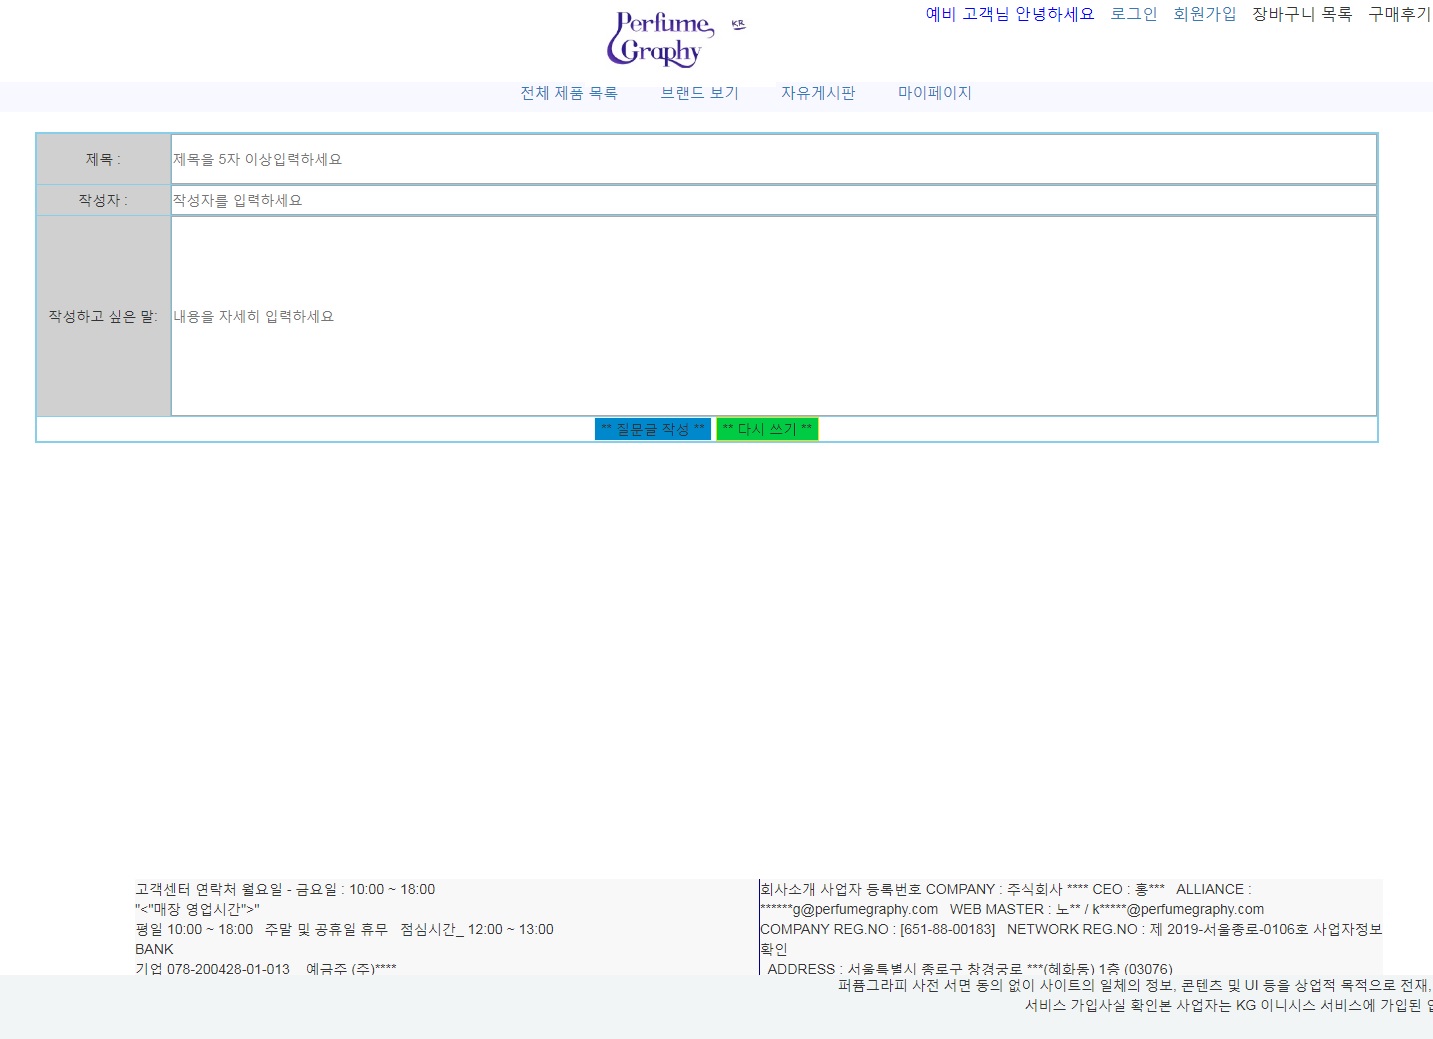 Perfume
Graphy
KR
예비 고객님 안녕하세요 로그인 회원가입 장바구니 목록 구매후기
전체 제품 목록 브랜드 보기 자유게시판 마이페이지
제목 : 제목을 5자 이상입력하세요
작성자 : 작성자를 입력하세요
작성하고 싶은 말: 내용을 자세히 입력하세요
** 질문글 작성 ** ** 다시 쓰기 **
고객센터 연락처 월요일 - 금요일 : 10:00 ~ 18:00
"<"매장 영업시간">"
평일 10:00 ~ 18:00 주말 및 공휴일 휴무 점심시간_ 12:00 ~ 13:00
BANK
기업 078-200428-01-013 예금주 (주)****
회사소개 사업자 등록번호 COMPANY : 주식회사 **** CEO : 홍*** ALLIANCE :
******g@perfumegraphy.com WEB MASTER : 노** / k*****@perfumegraphy.com
COMPANY REG.NO : [651-88-00183] NETWORK REG.NO : 제 2019-서울종로-0106호 사업자정보
확인
ADDRESS : 서울특별시 종로구 창경궁로 ***(혜화동) 1층 (03076)
퍼퓸그라피 사전 서면 동의 없이 사이트의 일체의 정보, 콘텐츠 및 UI 등을 상업적 목적으로 전재,
서비스 가입사실 확인본 사업자는 KG 이니시스 서비스에 가입된